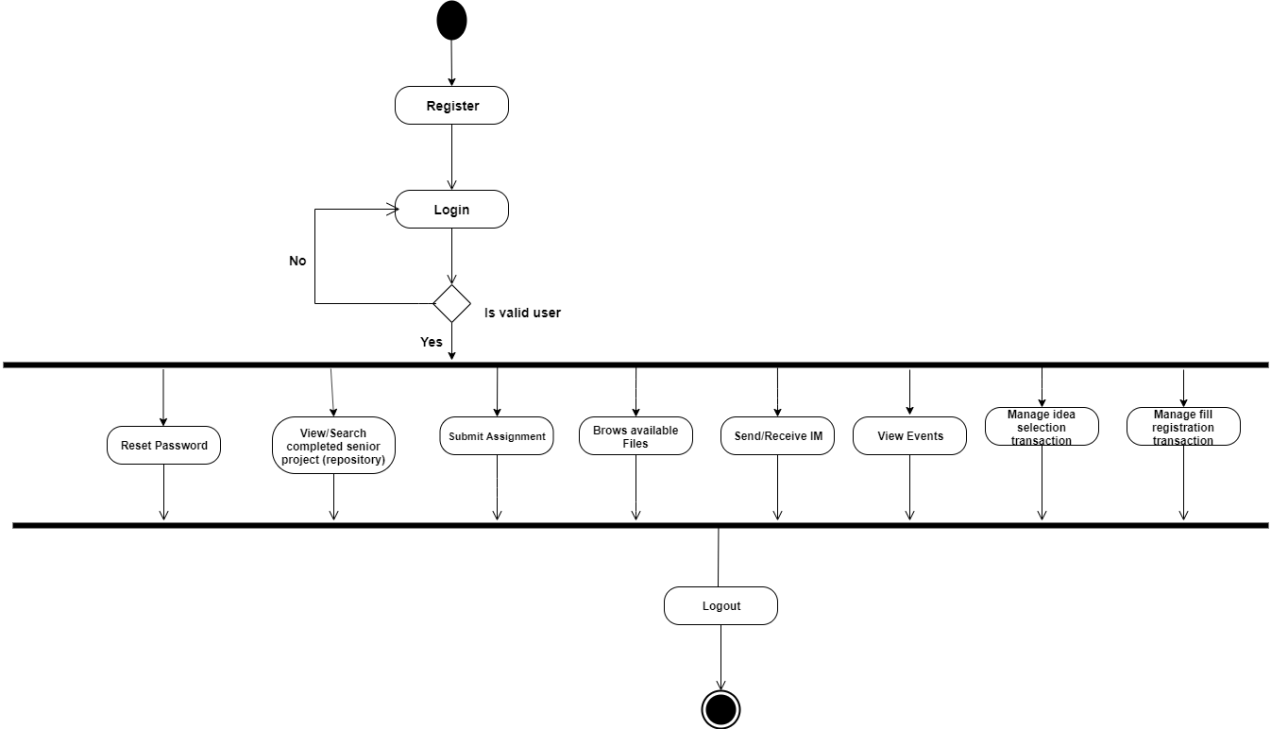 Register
Login
No
Is valid user
Yes
Reset Password
View/Search
completed senior
project (repository)
Submit Assignment
Brows available
Files
Send/Receive IM
View Events
Manage idea
selection
transaction
Manage fill
registration
transaction
Logout